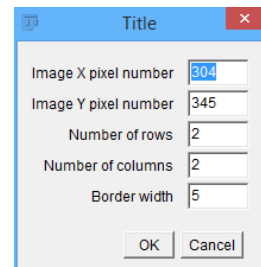 Title
Image X pixel number 304
Image Y pixel number 345
Number of rows 2
Number of columns 2
Border width 5
OK Cancel